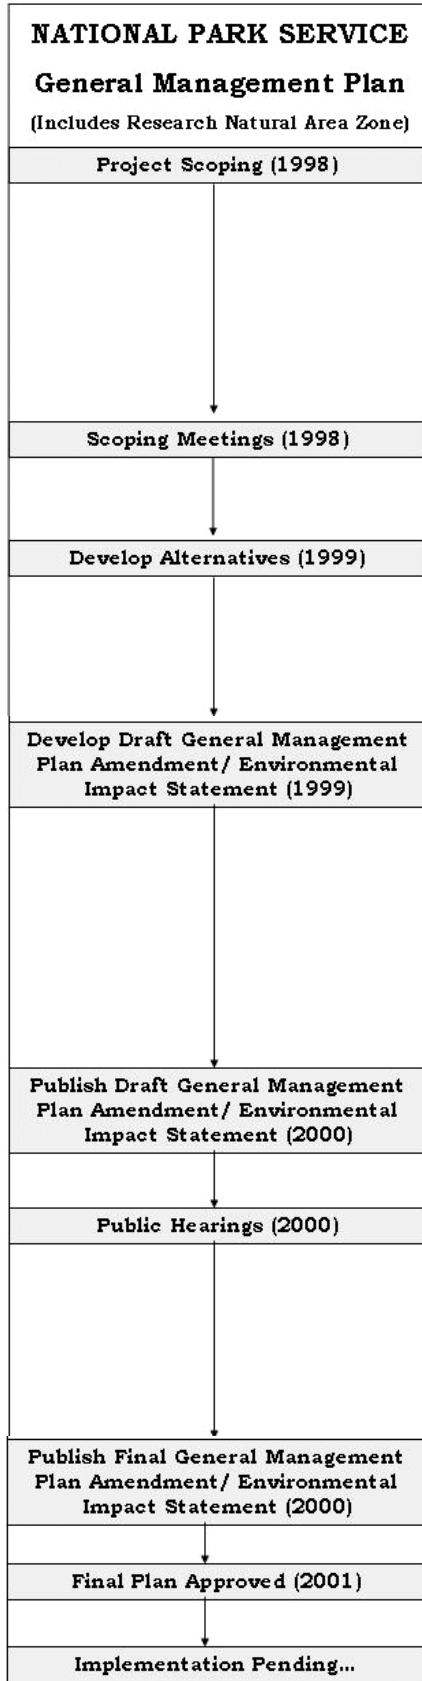 NATIONAL PARK SERVICE
General Management Plan
(Includes Research Natural Area Zone)
Project Scoping (1998)
Scoping Meetings (1998)
Develop Alternatives (1999)
Develop Draft General Management
Plan Amendment/ Environmental
Impact Statement (1999)
Publish Draft General Management
Plan Amendment/ Environmental
Impact Statement (2000)
Public Hearings (2000)
Publish Final General Management
Plan Amendment/ Environmental
Impact Statement (2000)
Final Plan Approved (2001)
Implementation Pending...